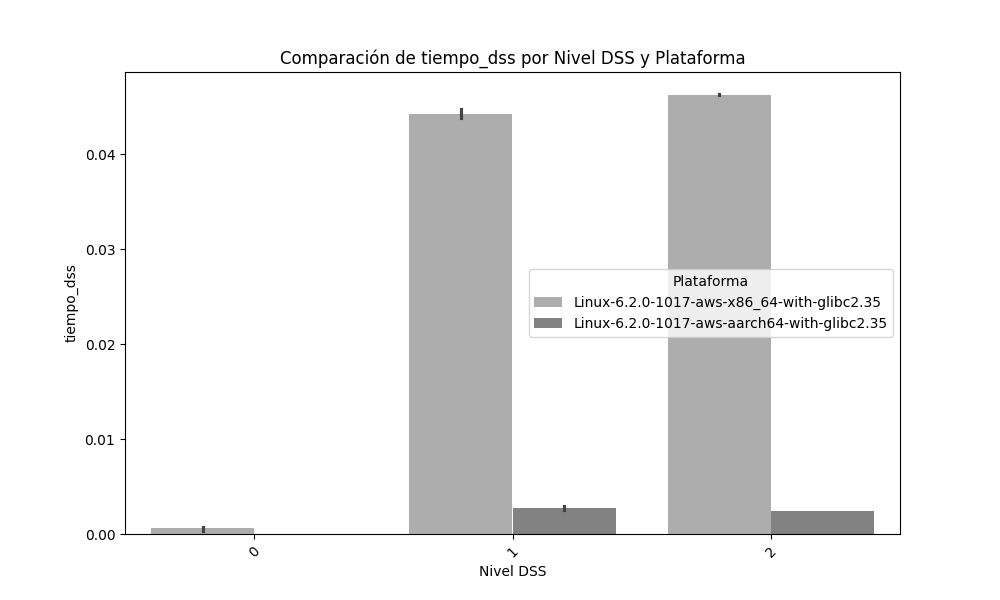 Comparación de tiempo_dss por Nivel DSS y Plataforma
tiempo_dss
0.04
0.03
0.02
0.01
0.00
Plataforma
Linux-6.2.0-1017-aws-x86_64-with-glibc2.35
Linux-6.2.0-1017-aws-aarch64-with-glibc2.35
0
1
2
Nivel DSS